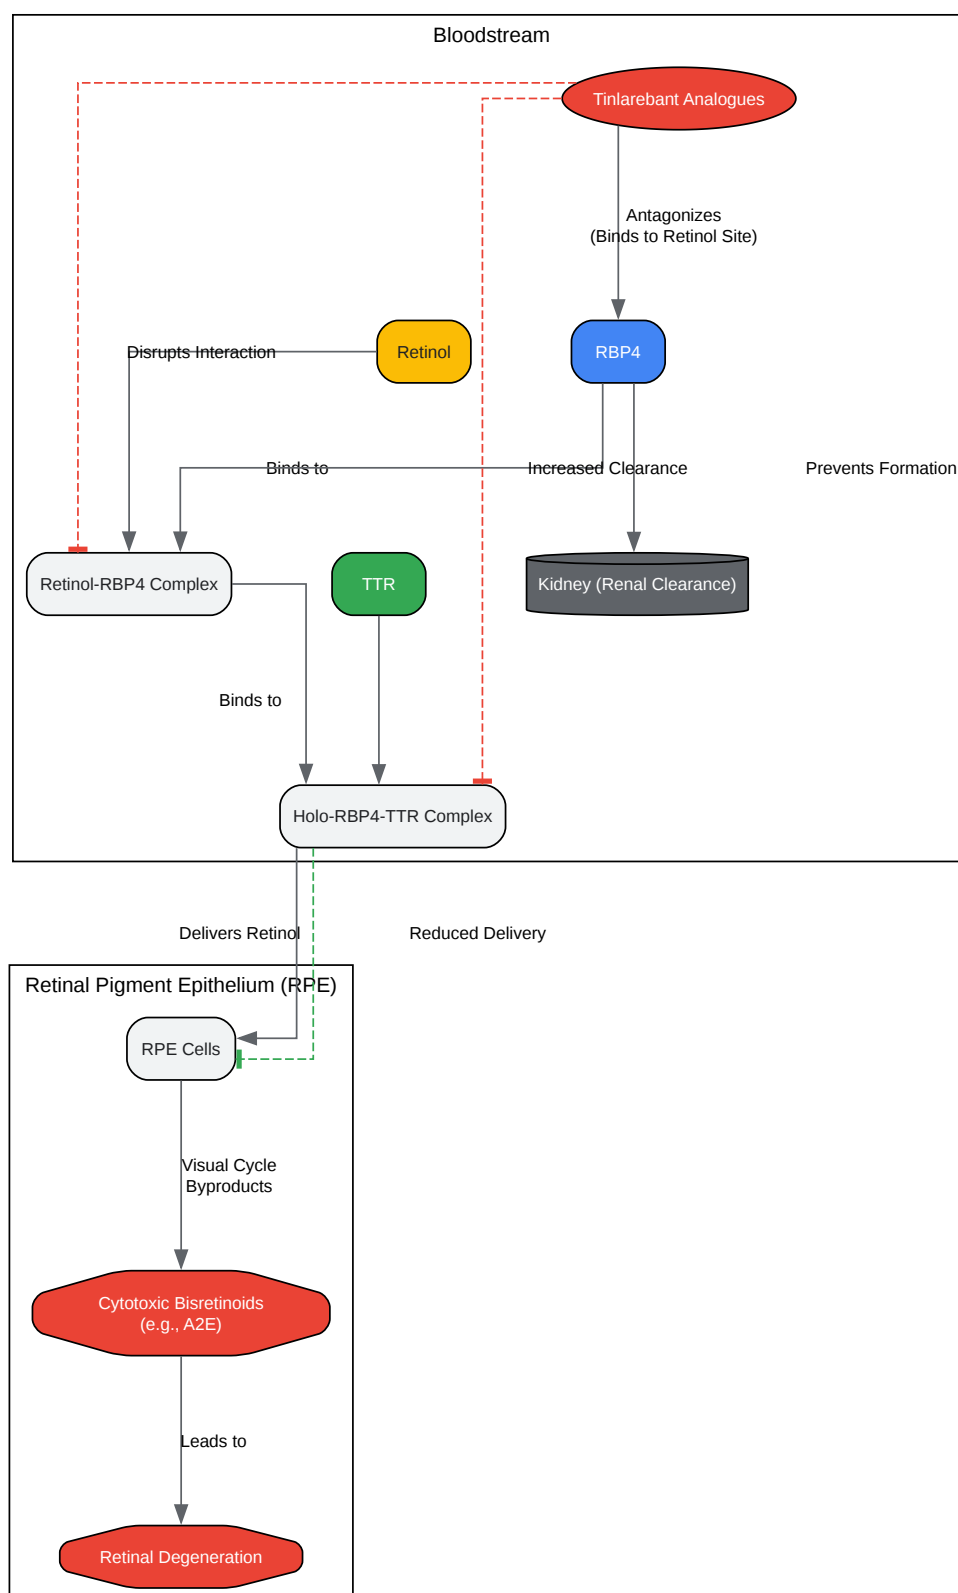 Bloodstream
Tinlarebant Analogues
Antagonizes
(Binds to Retinol Site)
Disrupts Interaction
Retinol
RBP4
Binds to
Increased Clearance
Prevents Formation
Retinol-RBP4 Complex
TTR
Kidney (Renal Clearance)
Binds to
Holo-RBP4-TTR Complex
Delivers Retinol
Reduced Delivery
Retinal Pigment Epithelium (RPE)
RPE Cells
Visual Cycle
Byproducts
Cytotoxic Bisretinoids
(e.g., A2E)
Leads to
Retinal Degeneration